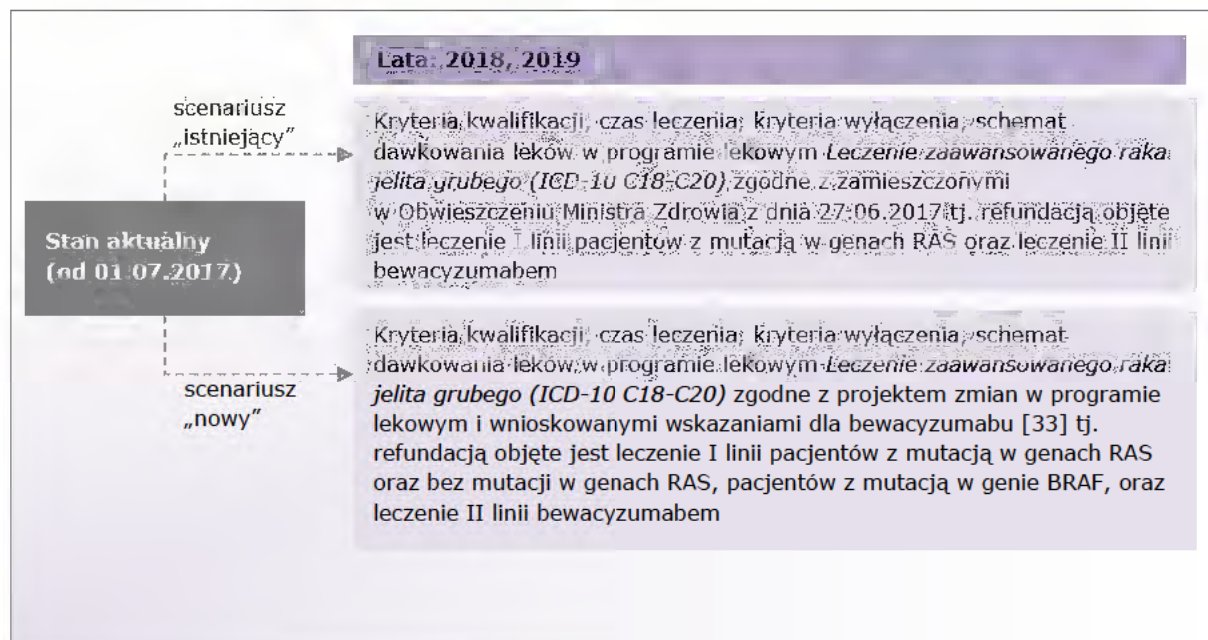 Lata: 2018, 2019
scenariusz
„istniejący”
Kryteria kwalifikacji, czas leczenia, kryteria wyłączenia, schemat
dawkowania leków w programie lekowym Leczenie zaawansowanego raka
jelita grubego (ICD-10 C18-C20) zgodne z zamieszczonymi
w Obwieszczeniu Ministra Zdrowia z dnia 27.06.2017 tj. refundacją objęte
jest leczenie I linii pacjentów z mutacją w genach RAS oraz leczenie II linii
bewacyzumabem
Stan aktualny
(od 01.07.2017)
scenariusz
„nowy”
Kryteria kwalifikacji, czas leczenia, kryteria wyłączenia, schemat
dawkowania leków w programie lekowym Leczenie zaawansowanego raka
jelita grubego (ICD-10 C18-C20) zgodne z projektem zmian w programie
lekowym i wnioskowanymi wskazaniami dla bewacyzumabu [33] tj.
refundacją objęte jest leczenie I linii pacjentów z mutacją w genach RAS
oraz bez mutacji w genach RAS, pacjentów z mutacją w genie BRAF, oraz
leczenie II linii bewacyzumabem